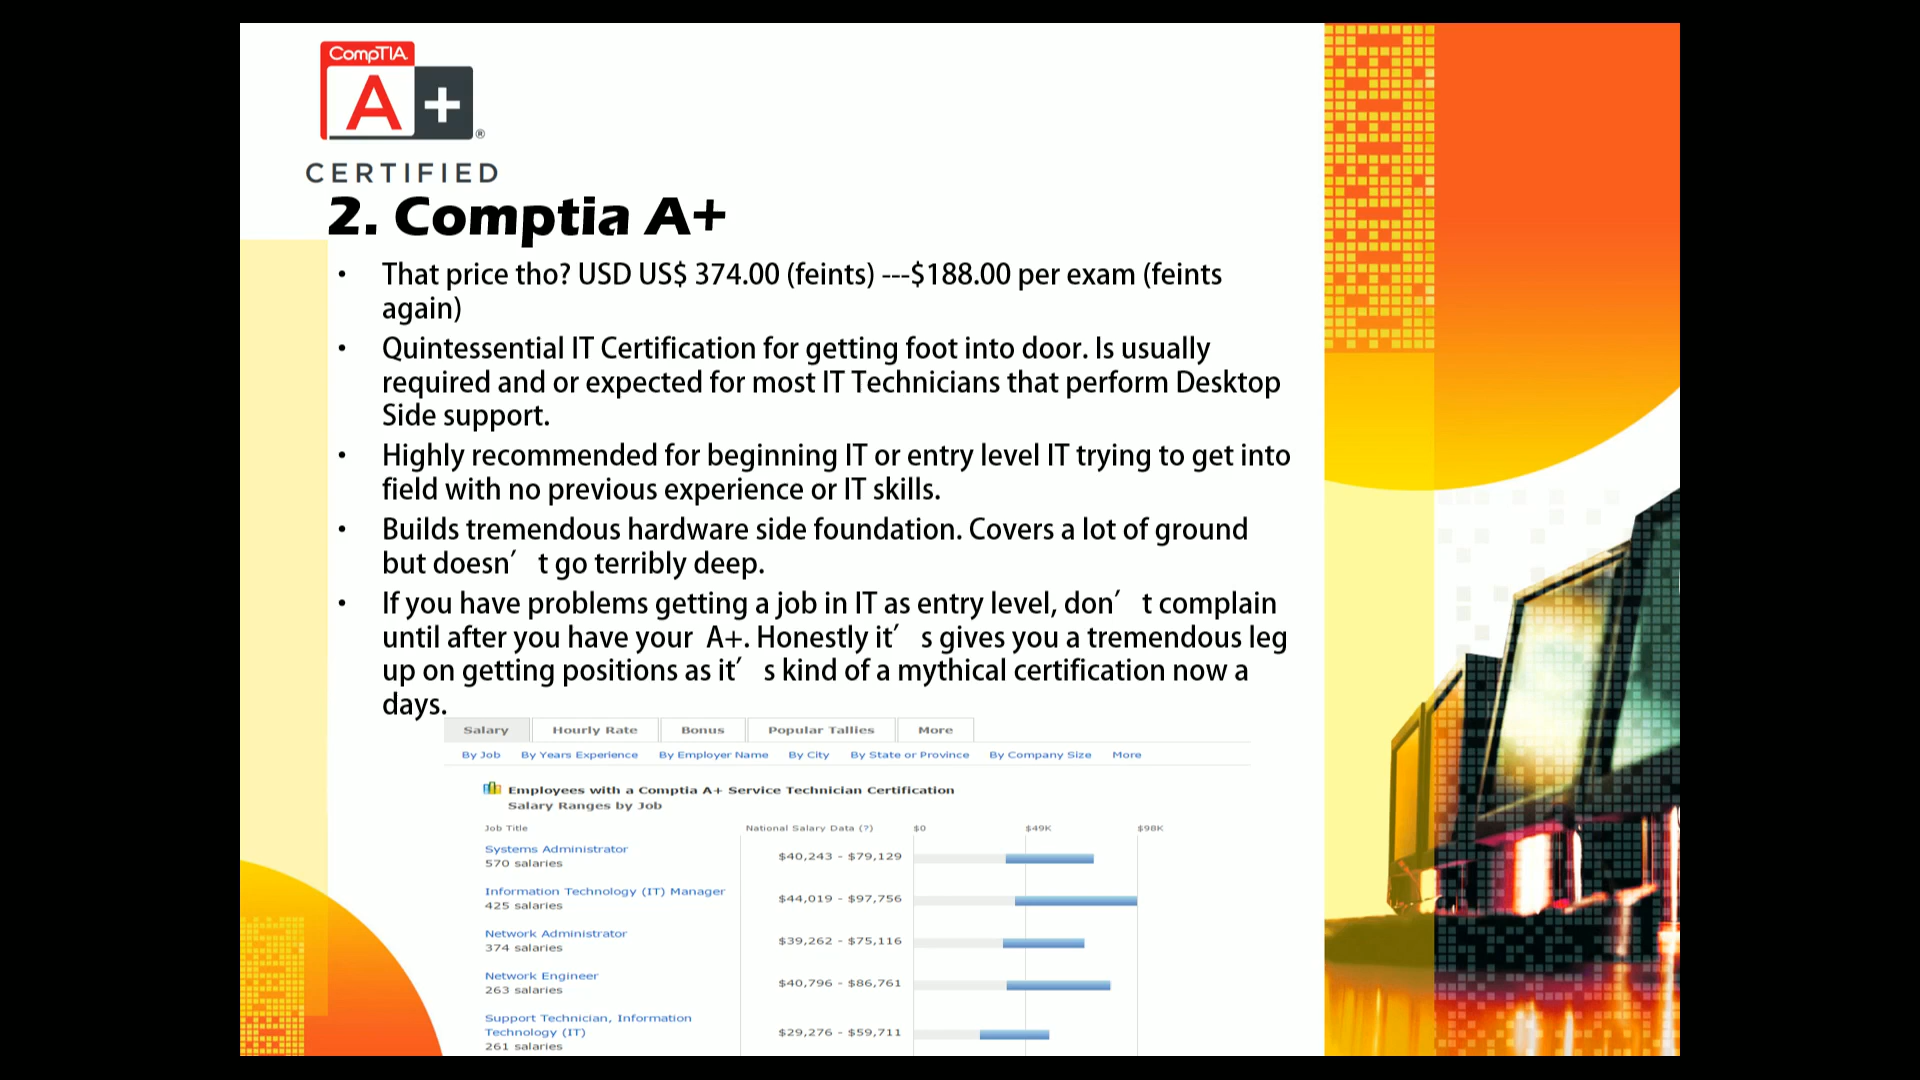 CompTIA
A+
®
CERTIFIED
2. Comptia A+
• That price tho? USD US$ 374.00 (feints) ---$188.00 per exam (feints
again)
• Quintessential IT Certification for getting foot into door. Is usually
required and or expected for most IT Technicians that perform Desktop
Side support.
• Highly recommended for beginning IT or entry level IT trying to get into
field with no previous experience or IT skills.
• Builds tremendous hardware side foundation. Covers a lot of ground
but doesn′ t go terribly deep.
• If you have problems getting a job in IT as entry level, don′ t complain
until after you have your A+. Honestly it′ s gives you a tremendous leg
up on getting positions as it′ s kind of a mythical certification now a
days.
Salary Hourly Rate Bonus Popular Tallies More
By Job By Years Experience By Employer Name By City By State or Province By Company Size More
Employees with a Comptia A+ Service Technician Certification
Salary Ranges by Job
Job Title National Salary Data (?) $0 $49K $98K
Systems Administrator
570 salaries
$40,243 - $79,129
Information Technology (IT) Manager
425 salaries
$44,019 - $97,756
Network Administrator
374 salaries
$39,262 - $75,116
Network Engineer
263 salaries
$40,796 - $86,761
Support Technician, Information
Technology (IT)
261 salaries
$29,276 - $59,711